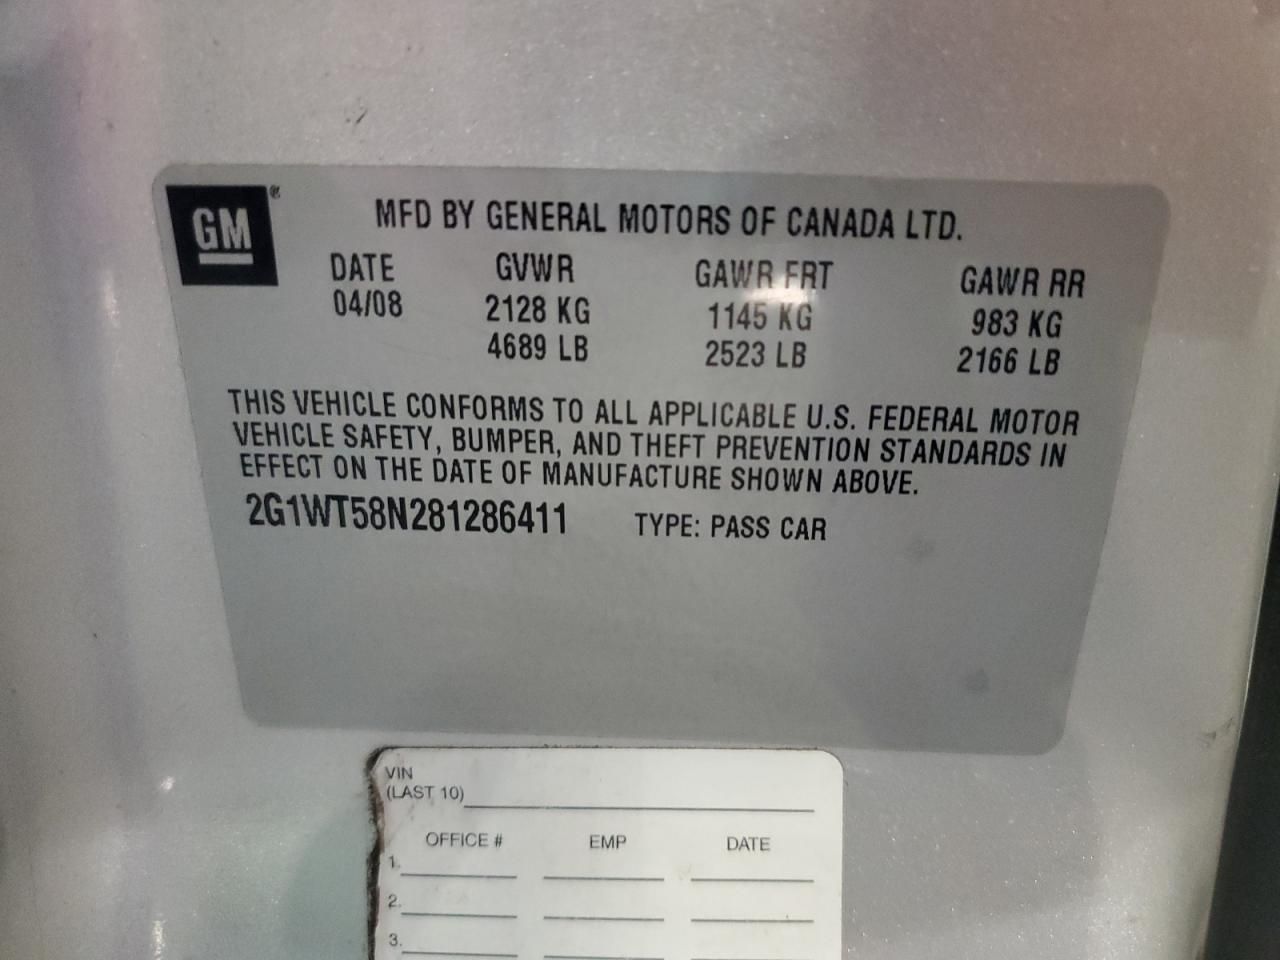 GM ®
MFD BY GENERAL MOTORS OF CANADA LTD.
DATE GVWR GAWR FRT GAWR RR
04/08 2128 KG 1145 KG 983 KG
4689 LB 2523 LB 2166 LB
THIS VEHICLE CONFORMS TO ALL APPLICABLE U.S. FEDERAL MOTOR
VEHICLE SAFETY, BUMPER, AND THEFT PREVENTION STANDARDS IN
EFFECT ON THE DATE OF MANUFACTURE SHOWN ABOVE.
2G1WT58N281286411 TYPE: PASS CAR
VIN
(LAST 10)
OFFICE # EMP DATE
1.
2.
3.